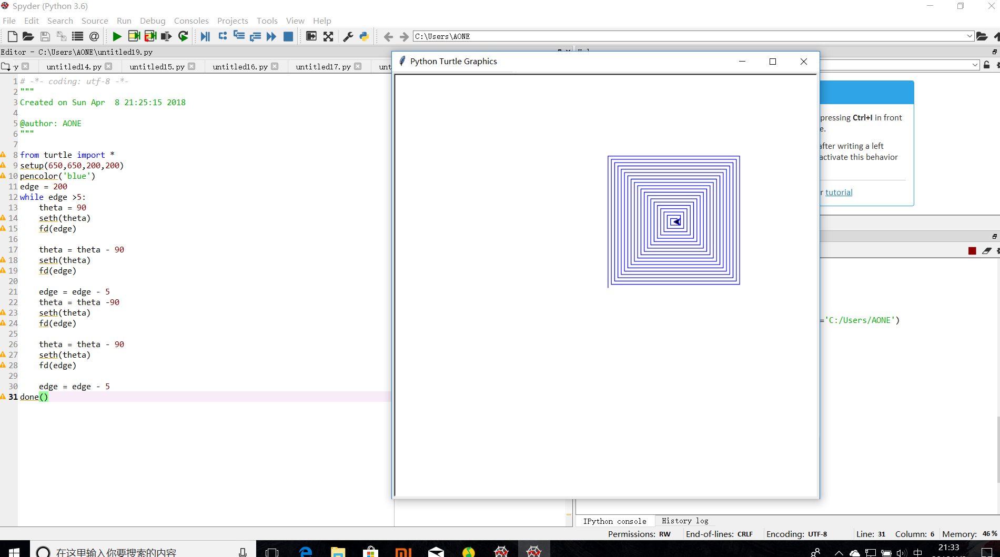 Spyder (Python 3.6)
File Edit Search Source Run Debug Consoles Projects Tools View Help
C:\Users\AONE
Editor - C:\Users\AONE\untitled19.py
y untitled14.py untitled15.py untitled16.py untitled17.py unt
Python Turtle Graphics
1 # -*- coding: utf-8 -*-
2 """
3 Created on Sun Apr  8 21:25:15 2018
4
5 @author: AONE
6 """
7
8 from turtle import *
9 setup(650,650,200,200)
10 pencolor('blue')
11 edge = 200
12 while edge >5:
13     theta = 90
14     seth(theta)
15     fd(edge)
16
17     theta = theta - 90
18     seth(theta)
19     fd(edge)
20
21     edge = edge - 5
22     theta = theta -90
23     seth(theta)
24     fd(edge)
25
26     theta = theta - 90
27     seth(theta)
28     fd(edge)
29
30     edge = edge - 5
31 done()
pressing Ctrl+I in front
e.
after writing a left
activate this behavior
r tutorial
='C:/Users/AONE')
IPython console History log
Permissions: RW End-of-lines: CRLF Encoding: UTF-8 Line: 31 Column: 6 Memory: 46 %
在这里输入你要搜索的内容
中
21:33